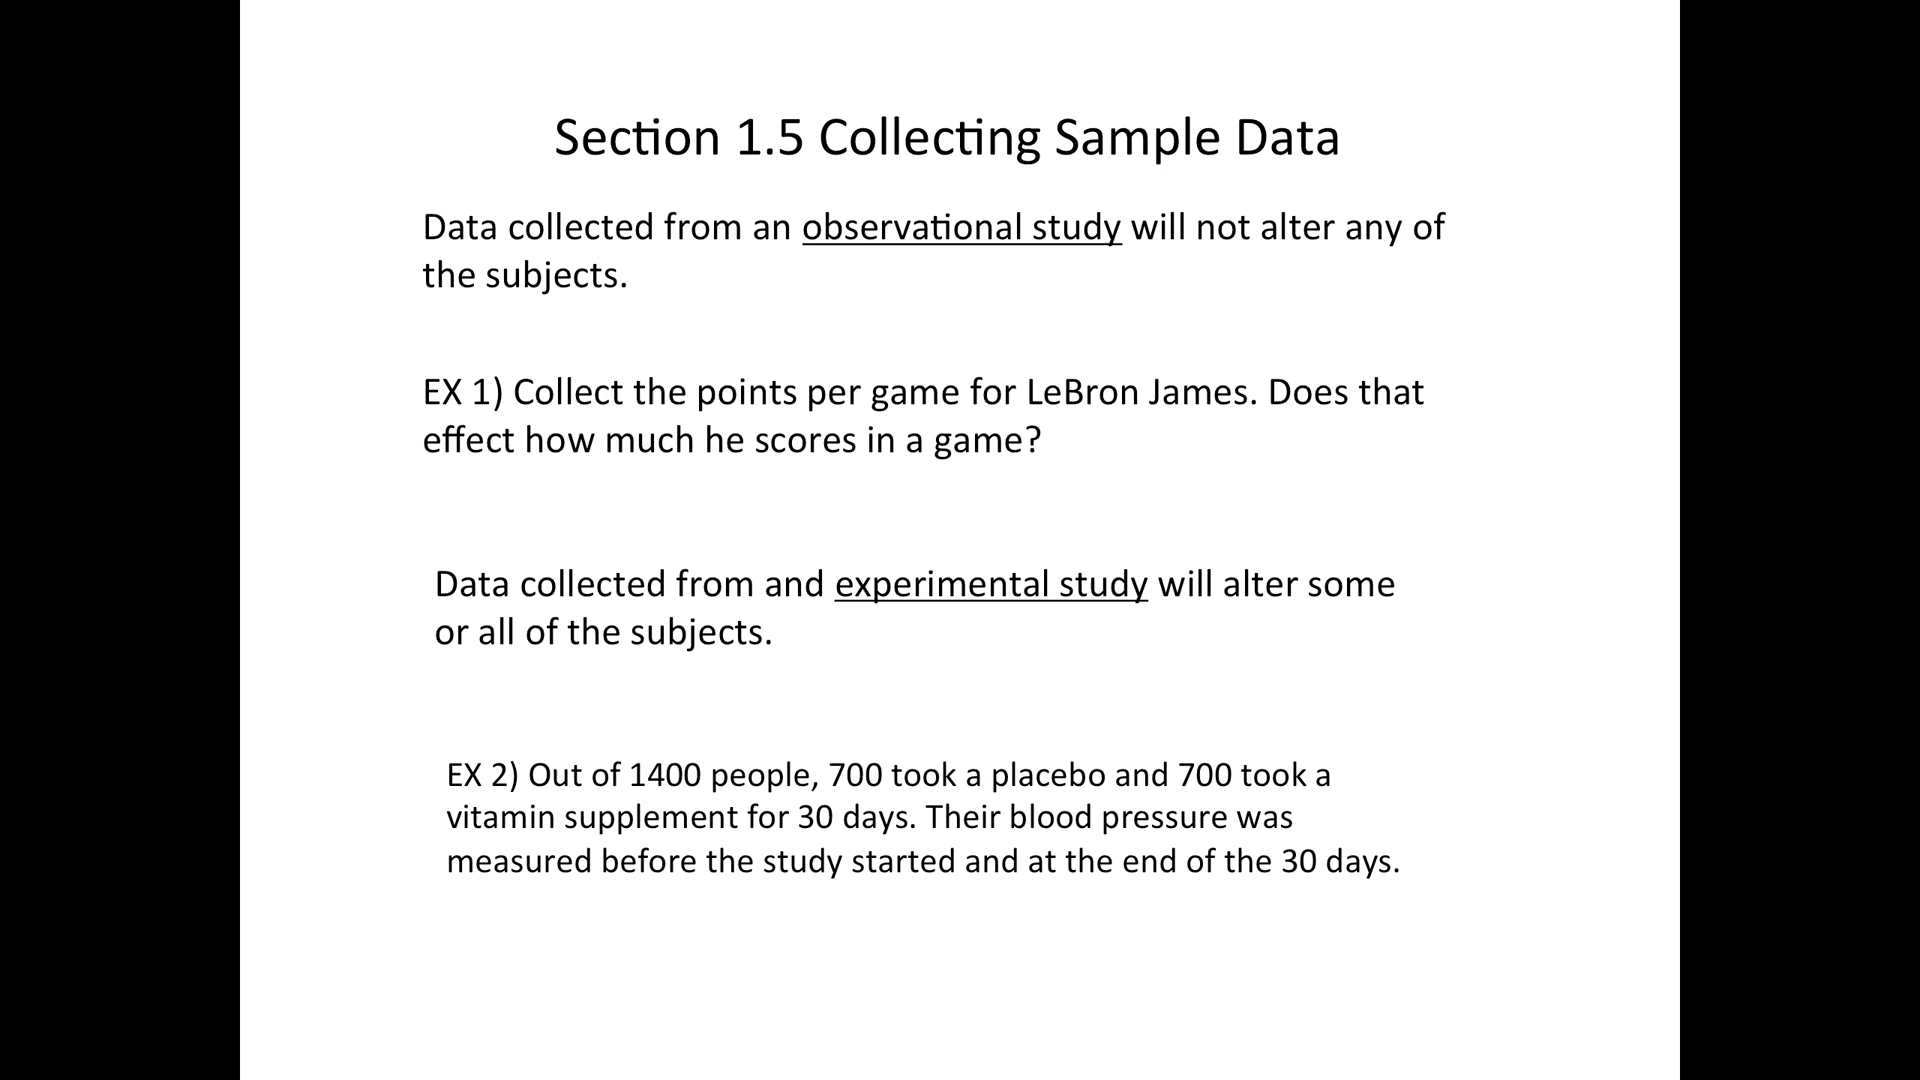 Section 1.5 Collecting Sample Data
Data collected from an observational study will not alter any of
the subjects.
EX 1) Collect the points per game for LeBron James. Does that
effect how much he scores in a game?
Data collected from and experimental study will alter some
or all of the subjects.
EX 2) Out of 1400 people, 700 took a placebo and 700 took a
vitamin supplement for 30 days. Their blood pressure was
measured before the study started and at the end of the 30 days.